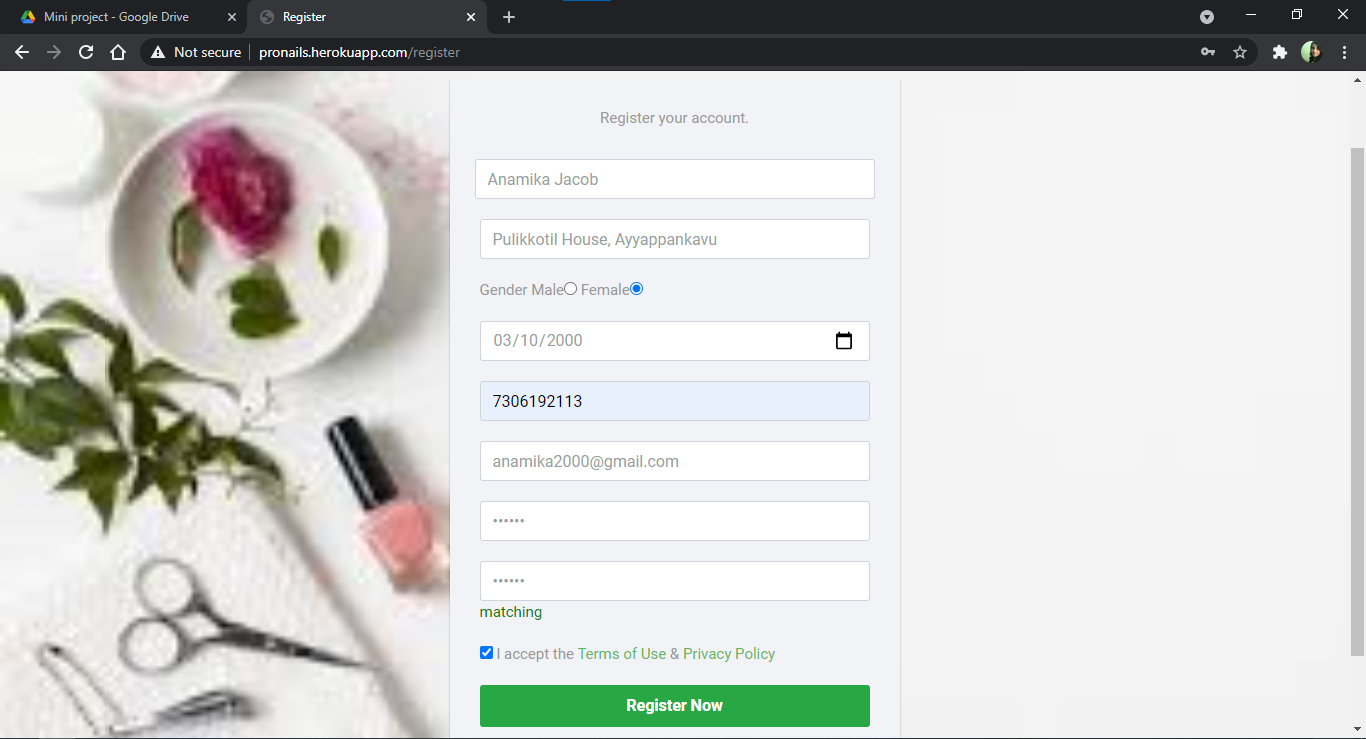 Mini project - Google Drive
Register
Not secure
pronails.herokuapp.com/register
Register your account.
Anamika Jacob
Pulikkotil House, Ayyappankavu
Gender Male Female
03/10/2000
7306192113
anamika2000@gmail.com
••••••
••••••
matching
I accept the Terms of Use & Privacy Policy
Register Now